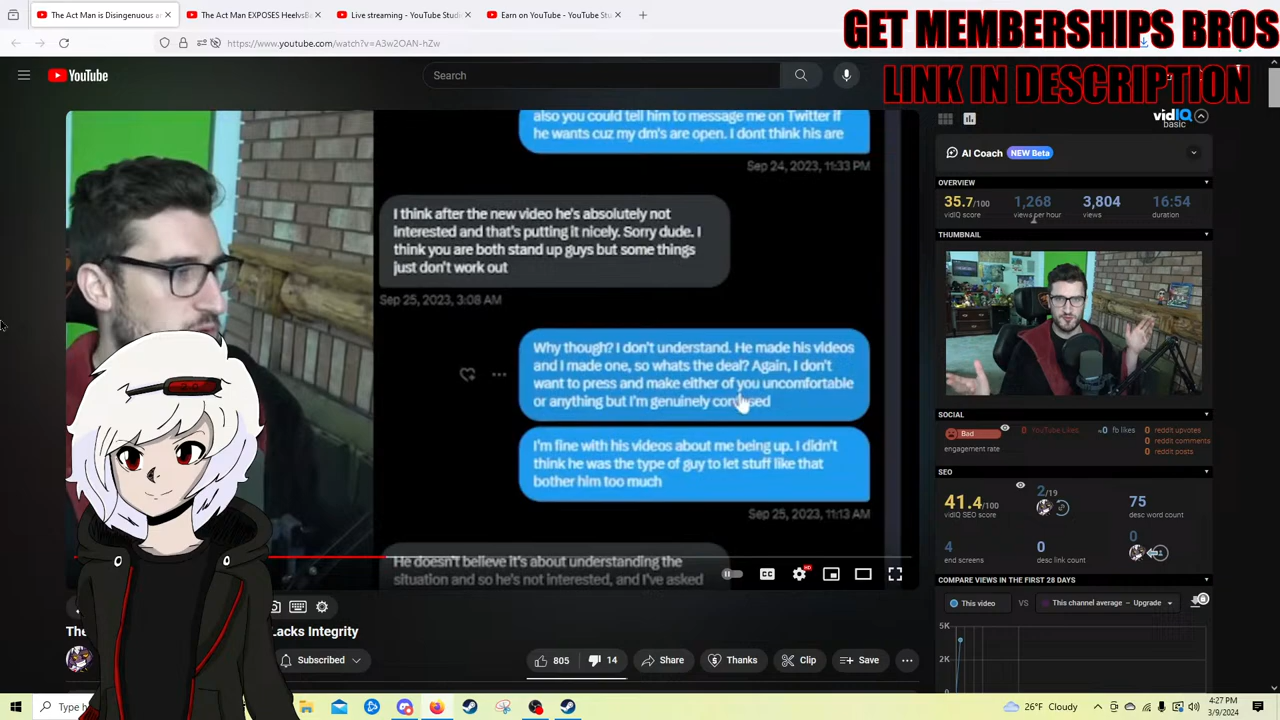 The Act Man is Disingenuous a
The Act Man EXPOSES HeelvsB
Live streaming - YouTube Studi
Earn on YouTube - YouTube Stu
GET MEMBERSHIPS BROS
https://www.youtube.com/watch?v=A3w2OAN-hZw
LINK IN DESCRIPTION
YouTube
Search
also you could tell him to message me on Twitter if
he wants cuz my dm's are open. I dont think his are
Sep 24, 2023, 11:33 PM
I think after the new video he's absolutely not
interested and that's putting it nicely. Sorry dude. I
think you are both stand up guys but some things
just don't work out
Sep 25, 2023, 3:08 AM
Why though? I don't understand. He made his videos
and I made one, so whats the deal? Again, I don't
want to press and make either of you uncomfortable
or anything but I'm genuinely confused
I'm fine with his videos about me being up. I didn't
think he was the type of guy to let stuff like that
bother him too much
Sep 25, 2023, 11:13 AM
He doesn't believe it's about understanding the
situation and so he's not interested, and I've asked
HD
The
Lacks Integrity
Subscribed
805
14
Share
Thanks
Clip
Save
vidIQ
basic
AI Coach
NEW Beta
OVERVIEW
35.7/100
1,268
3,804
16:54
vidIQ score
views per hour
views
duration
THUMBNAIL
SOCIAL
Bad
0 YouTube Likes
0 fb likes
0 reddit upvotes
engagement rate
0 reddit comments
0 reddit posts
SEO
41.4/100
2/19
75
vidIQ SEO score
desc word count
4
0
0
end screens
desc link count
COMPARE VIEWS IN THE FIRST 28 DAYS
This video
VS
This channel average – Upgrade
5K
2K
0
Type h
26°F Cloudy
4:27 PM
3/9/2024